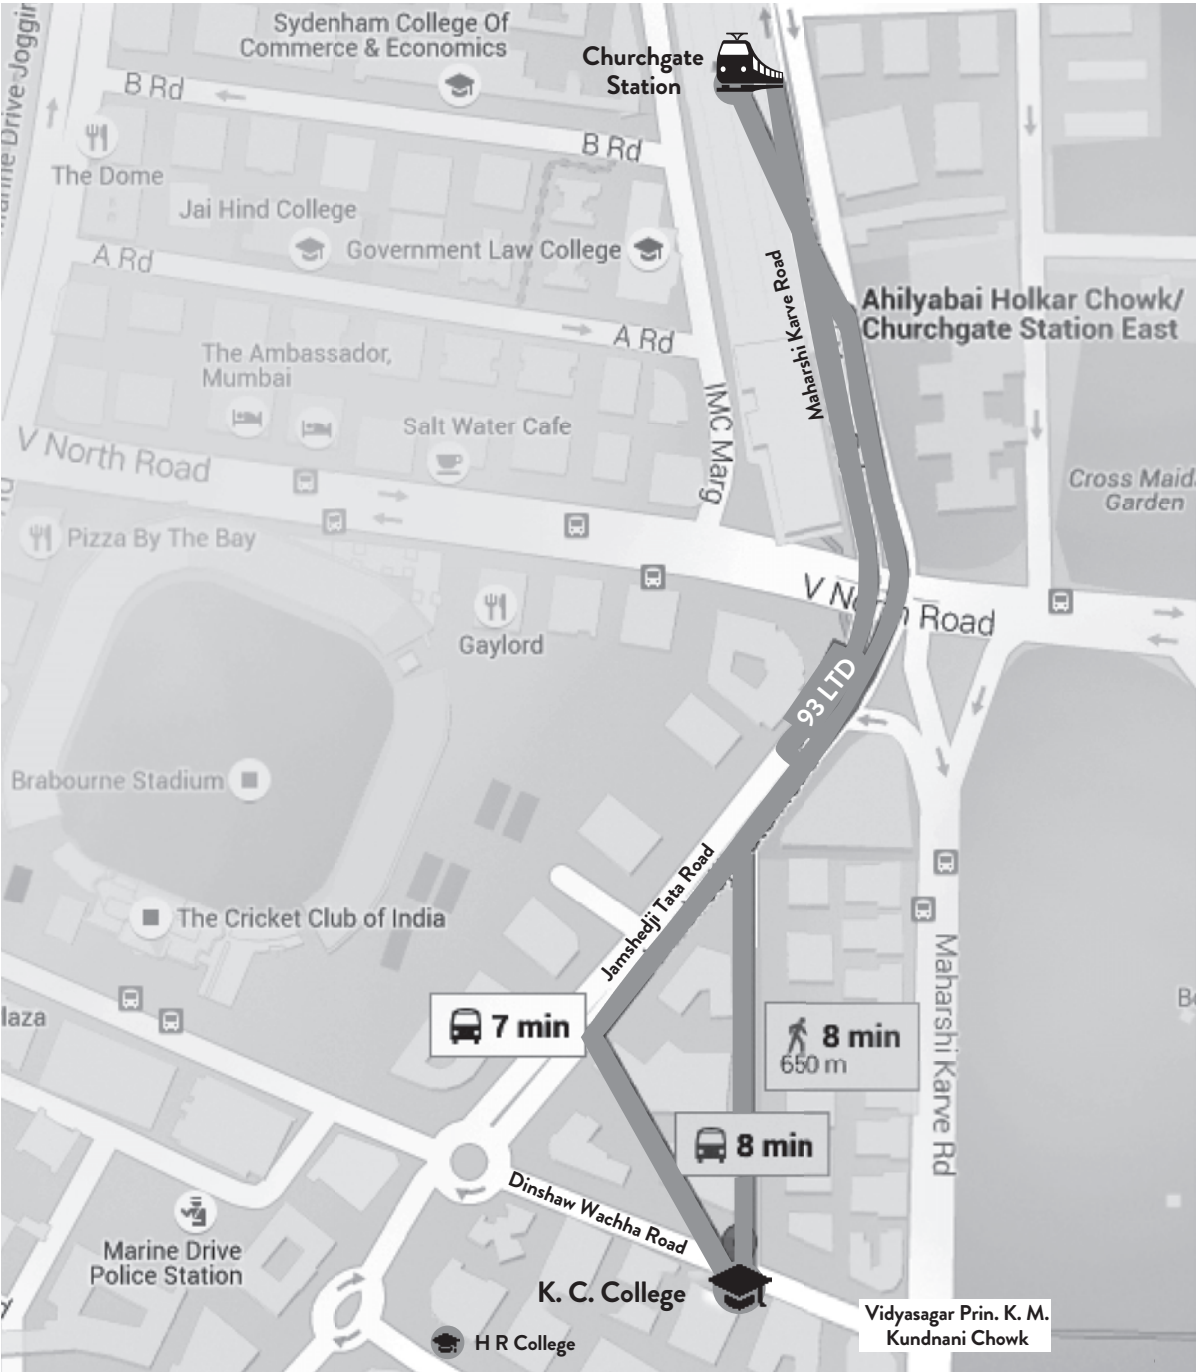 Sydenham College Of
Commerce & Economics
Churchgate
Station
B Rd
B Rd
The Dome
Jai Hind College
Government Law College
A Rd
A Rd
Maharshi Karve Road
Ahilyabai Holkar Chowk/
Churchgate Station East
The Ambassador,
Mumbai
Salt Water Cafe
IMC Marg
V North Road
Cross Maid
Garden
Pizza By The Bay
V North Road
Gaylord
93 LTD
Brabourne Stadium
Jamshedji Tata Road
The Cricket Club of India
Maharshi Karve Rd
laza
7 min
8 min
650 m
8 min
Dinshaw Wachha Road
Marine Drive
Police Station
K. C. College
H R College
Vidyasagar Prin. K. M.
Kundnani Chowk